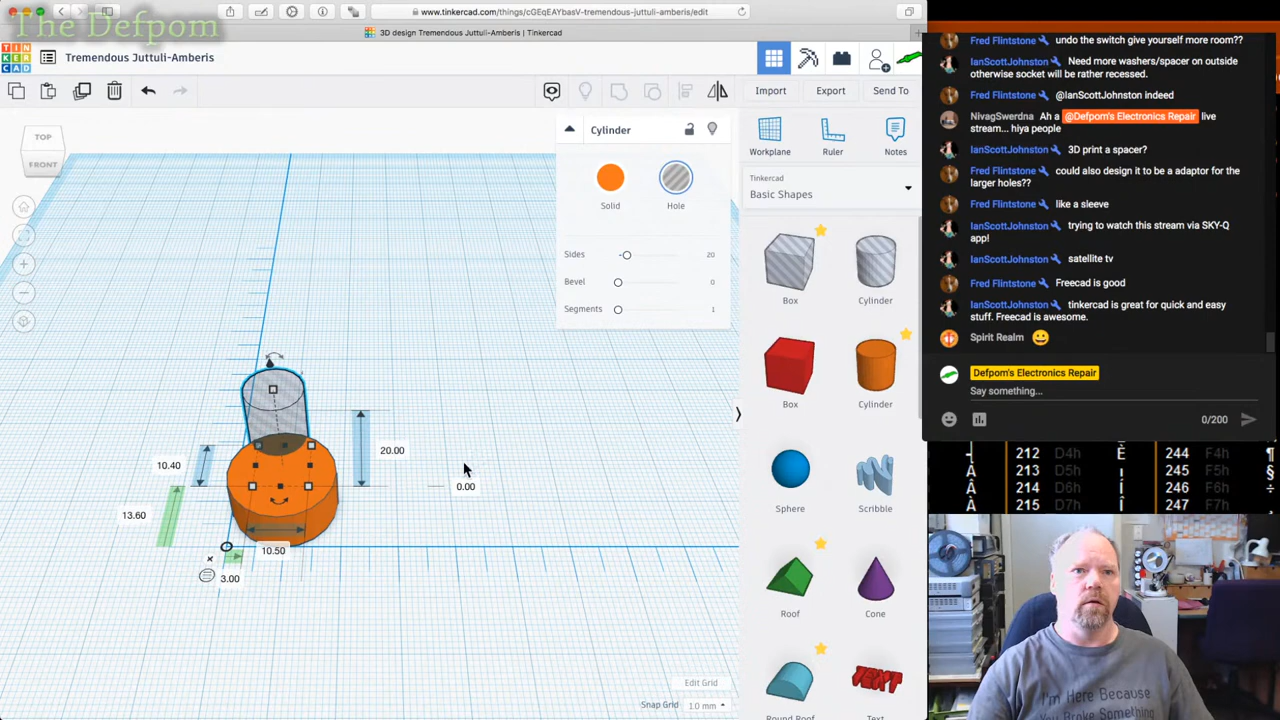 The Defpom
www.tinkercad.com/things/cGEqEAYbasV-tremendous-juttuli-amberis/edit
3D design Tremendous Juttuli-Amberis | Tinkercad
TIN
KER
CAD
Tremendous Juttuli-Amberis
Import
Export
Send To
TOP
FRONT
Cylinder
Solid
Hole
Sides
20
Bevel
0
Segments
1
Workplane
Ruler
Notes
Tinkercad
Basic Shapes
Box
Cylinder
Box
Cylinder
Sphere
Scribble
Roof
Cone
Round Roof
Text
TEXT
20.00
10.40
0.00
13.60
10.50
3.00
Edit Grid
Snap Grid
1.0 mm
Fred Flintstone undo the switch give yourself more room??
IanScottJohnston Need more washers/spacer on outside
otherwise socket will be rather recessed.
Fred Flintstone @IanScottJohnston indeed
NivagSwerdna Ah a @Defpom's Electronics Repair live
stream... hiya people
IanScottJohnston 3D print a spacer?
Fred Flintstone could also design it to be a adaptor for the
larger holes??
Fred Flintstone like a sleeve
IanScottJohnston trying to watch this stream via SKY-Q
app!
IanScottJohnston satellite tv
Fred Flintstone Freecad is good
IanScottJohnston tinkercad is great for quick and easy
stuff. Freecad is awesome.
Spirit Realm 😀
Defpom's Electronics Repair
Say something...
0/200
212 D4h È 244 F4h ¶
213 D5h 245 F5h §
Â 214 D6h 246 F6h ÷
À 215 D7h 247 F7h
I'm Here Because
You Broke Something